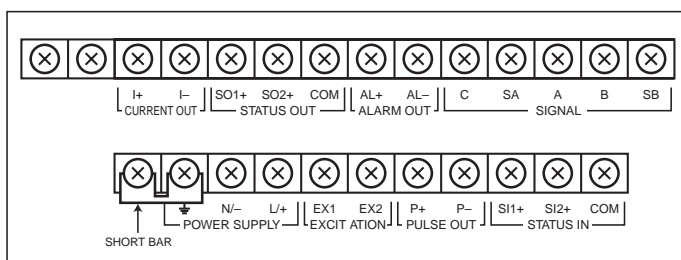 I+ I– SO1+ SO2+ COM AL+ AL– C SA A B SB
CURRENT OUT STATUS OUT ALARM OUT SIGNAL
N/– L/+ EX1 EX2 P+ P– SI1+ SI2+ COM
POWER SUPPLY EXCIT ATION PULSE OUT STATUS IN
SHORT BAR